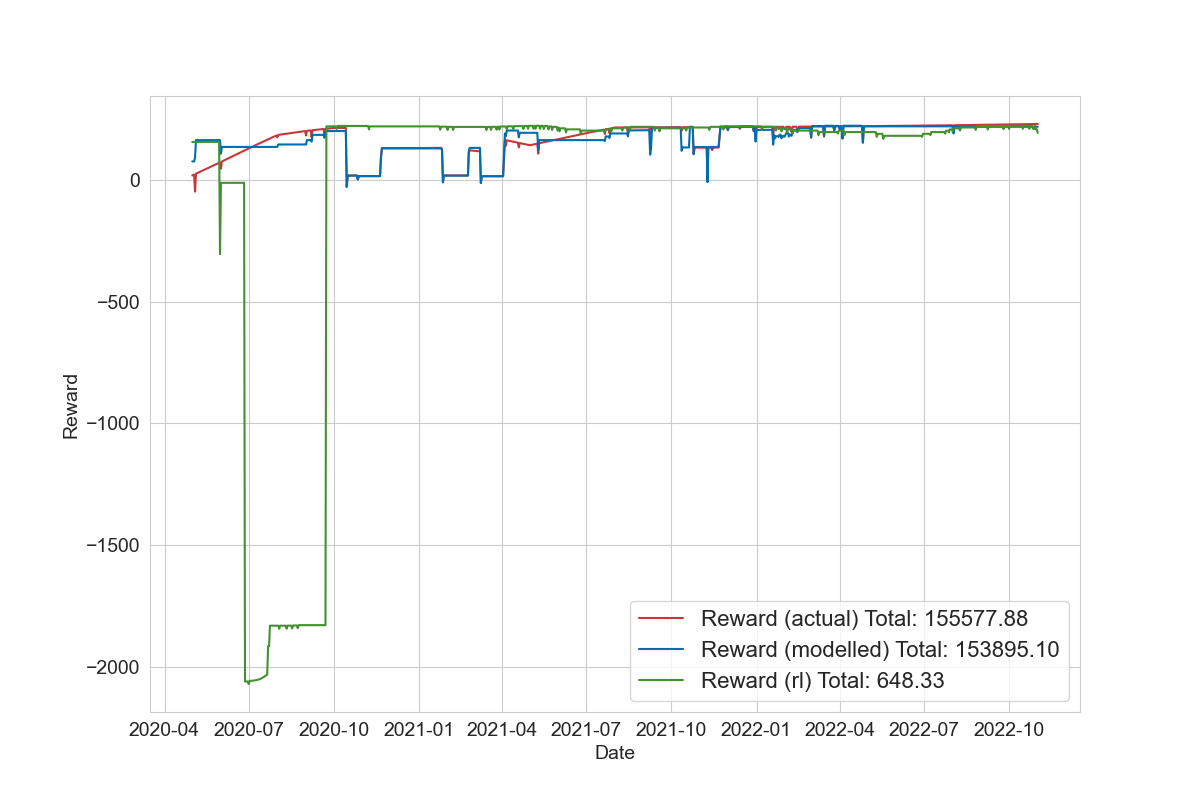 0
−500
−1000
−1500
−2000
Reward
Reward (actual) Total: 155577.88
Reward (modelled) Total: 153895.10
Reward (rl) Total: 648.33
2020-04 2020-07 2020-10 2021-01 2021-04 2021-07 2021-10 2022-01 2022-04 2022-07 2022-10
Date